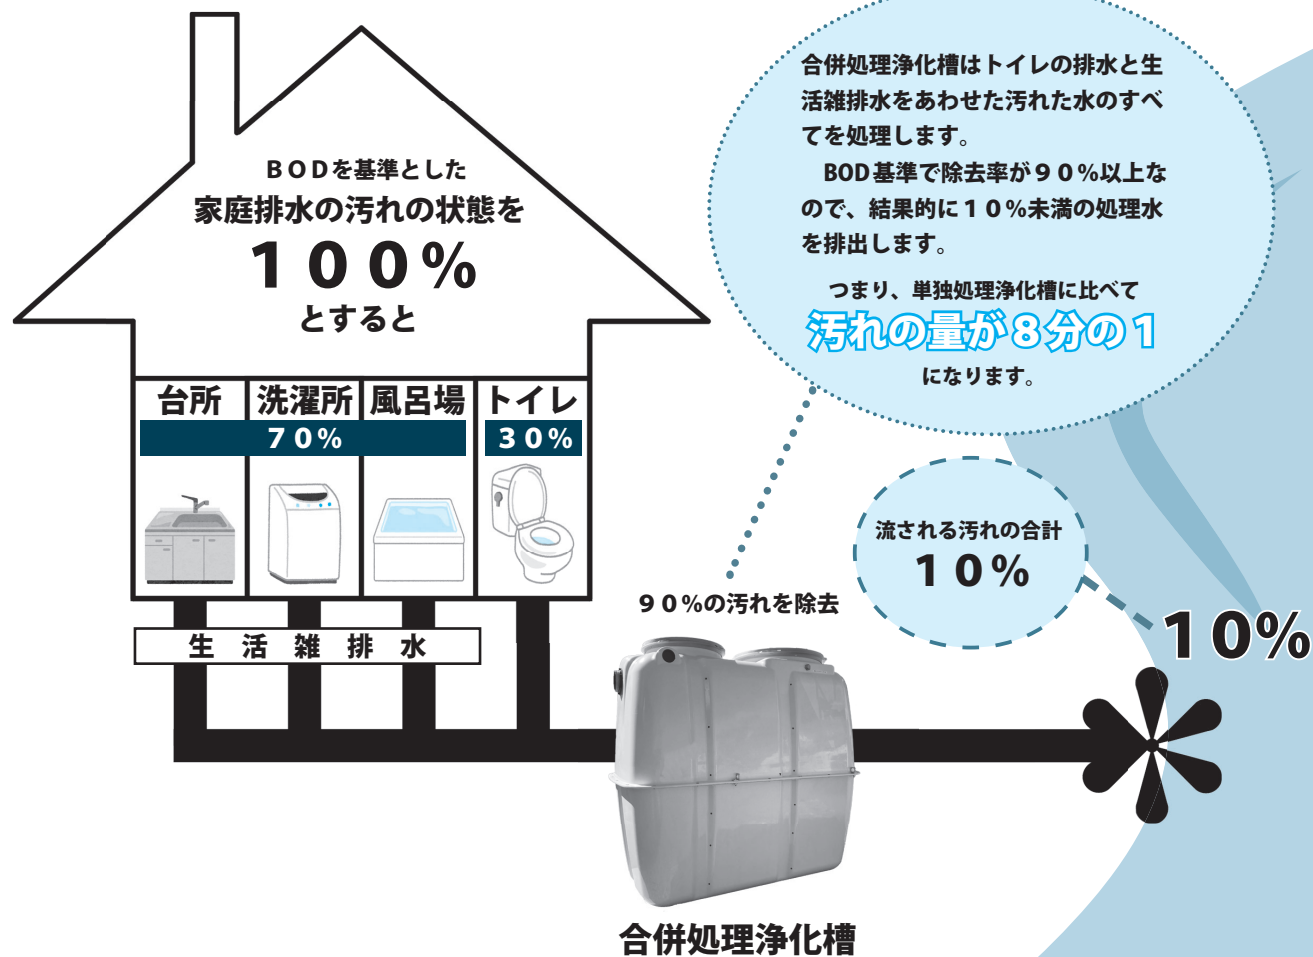 BODを基準とした
家庭排水の汚れの状態を
100%
とすると
台所
洗濯所
風呂場
トイレ
70%
30%
生活雑排水
合併処理浄化槽はトイレの排水と生
活雑排水をあわせた汚れた水のすべ
てを処理します。
BOD基準で除去率が90%以上な
ので、結果的に10%未満の処理水
を排出します。
つまり、単独処理浄化槽に比べて
汚れの量が8分の1
になります。
流される汚れの合計
10%
10%
90%の汚れを除去
合併処理浄化槽